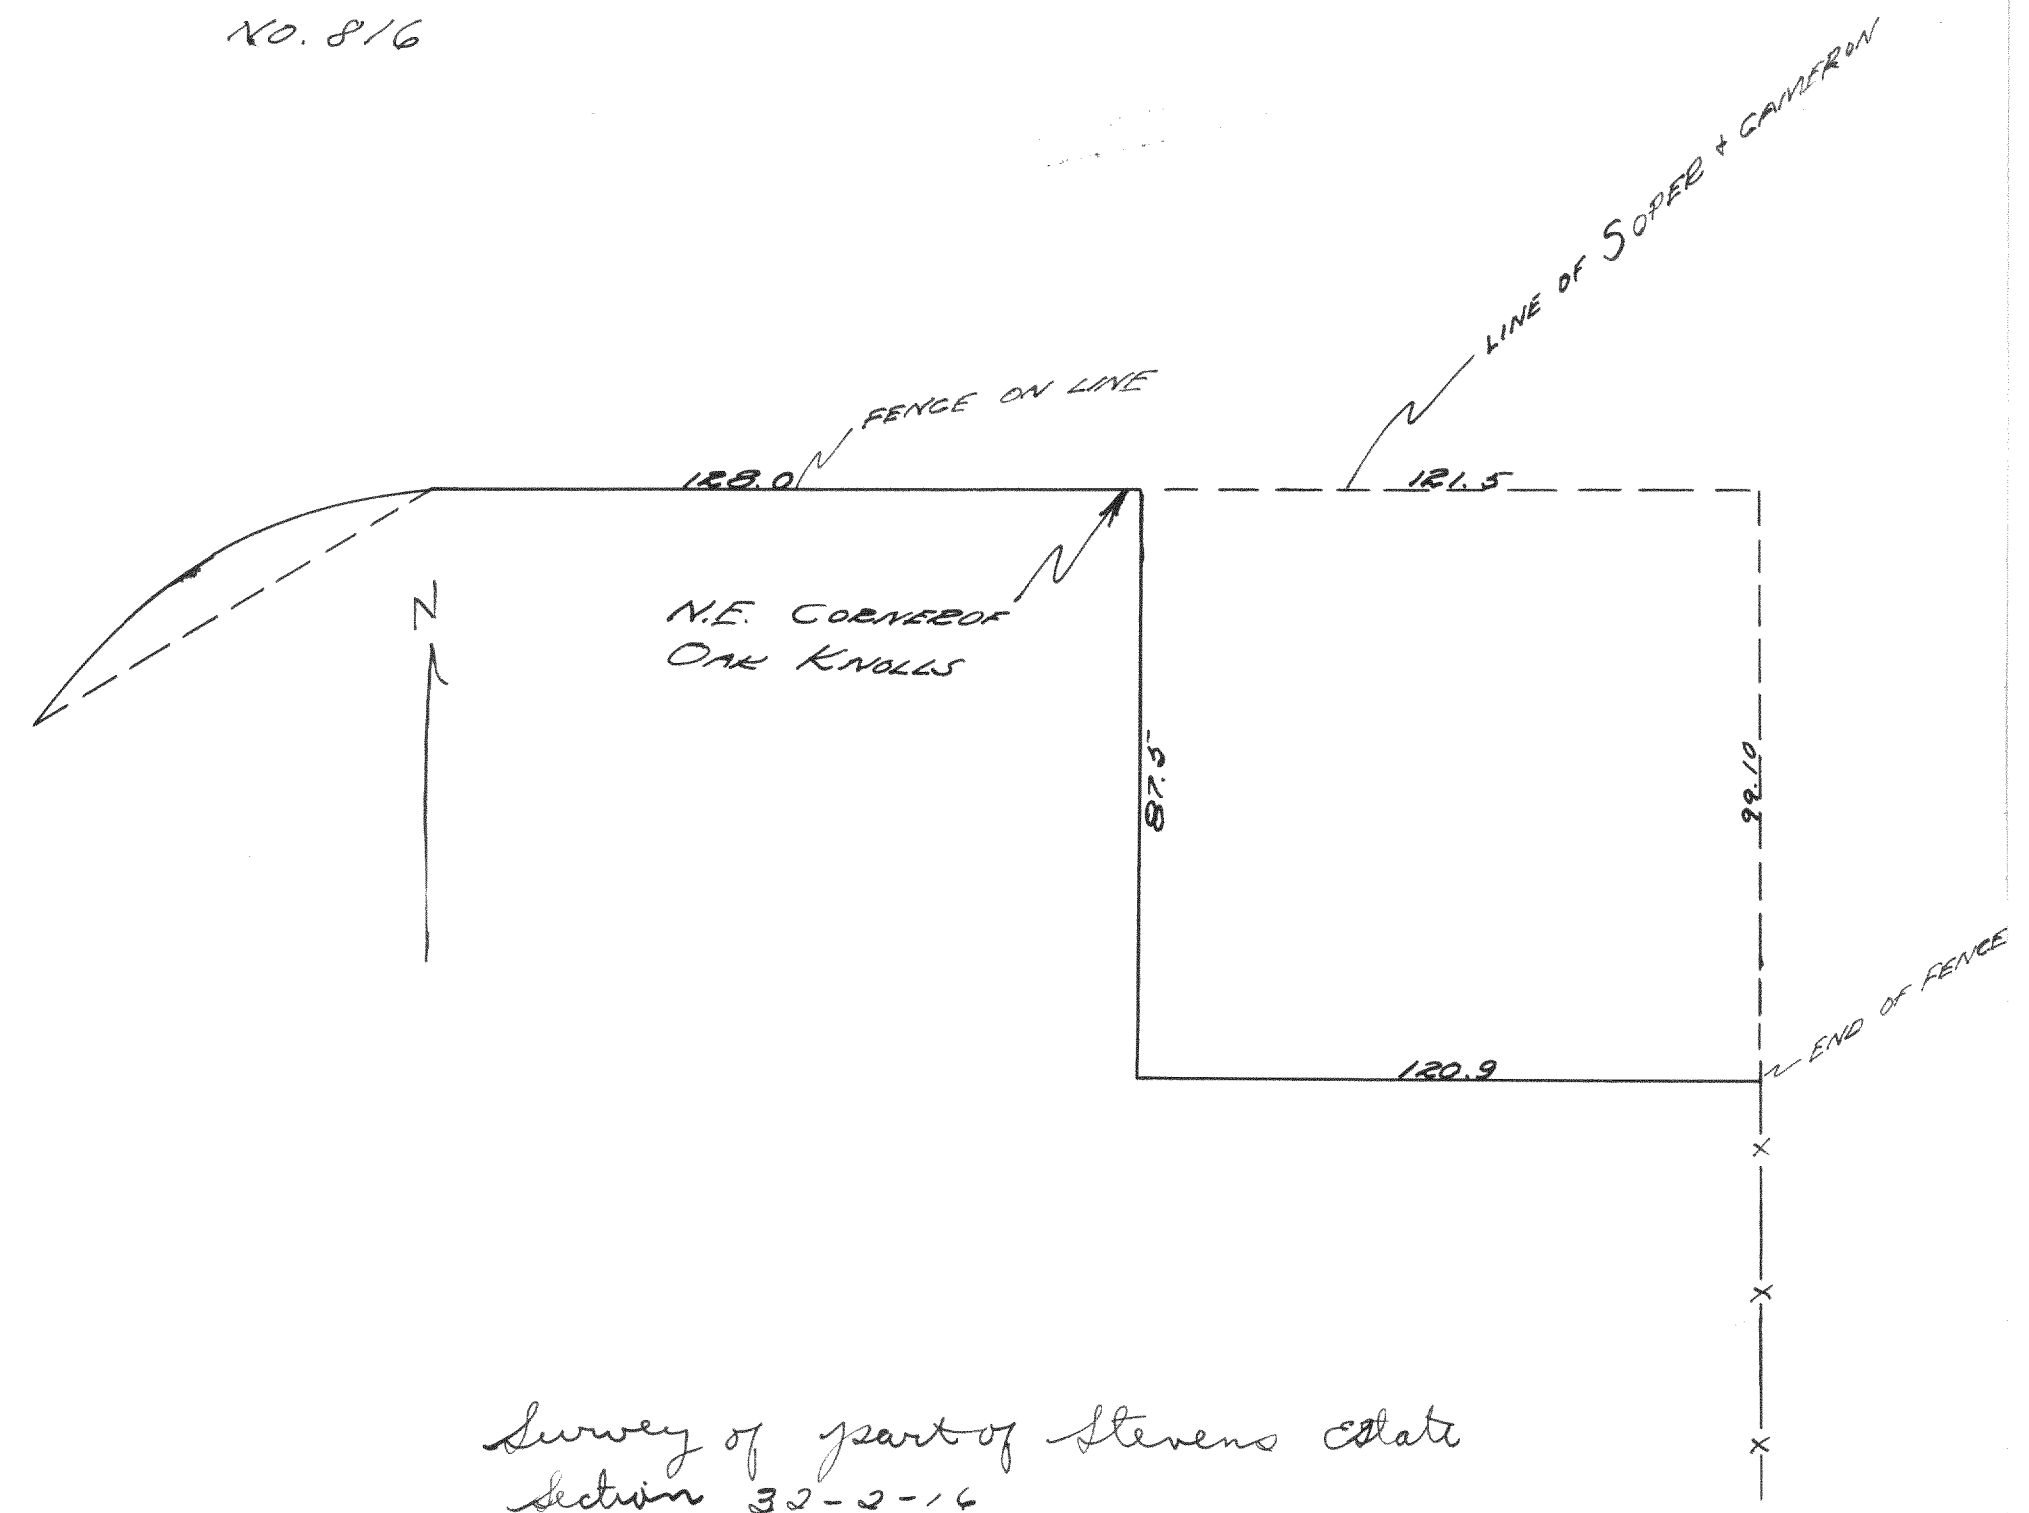 NO. 816
LINE OF SOPER & CAMERON
FENCE ON LINE
128.0
121.5
N
N.E. CORNER OF
OAK KNOLLS
87.5
99.10
END OF FENCE
120.9
x
x
x
Survey of part of Stevens Estate
Section 32-2-16